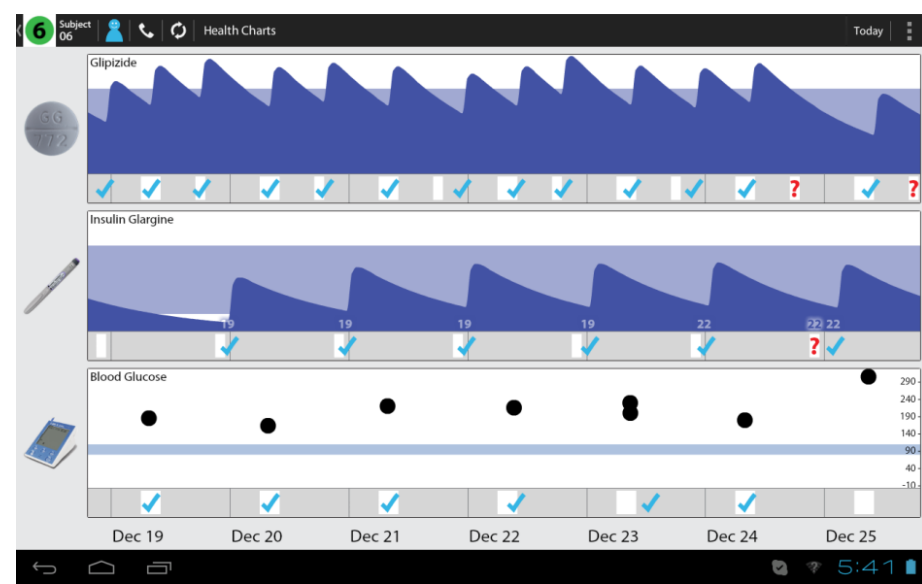 6 Subject 06 Health Charts Today
Glipizide
GG
772
? ?
Insulin Glargine
19 19 19 19 22 22 22
?
Blood Glucose
290
240
190
140
90
40
-10
Dec 19 Dec 20 Dec 21 Dec 22 Dec 23 Dec 24 Dec 25
5:41